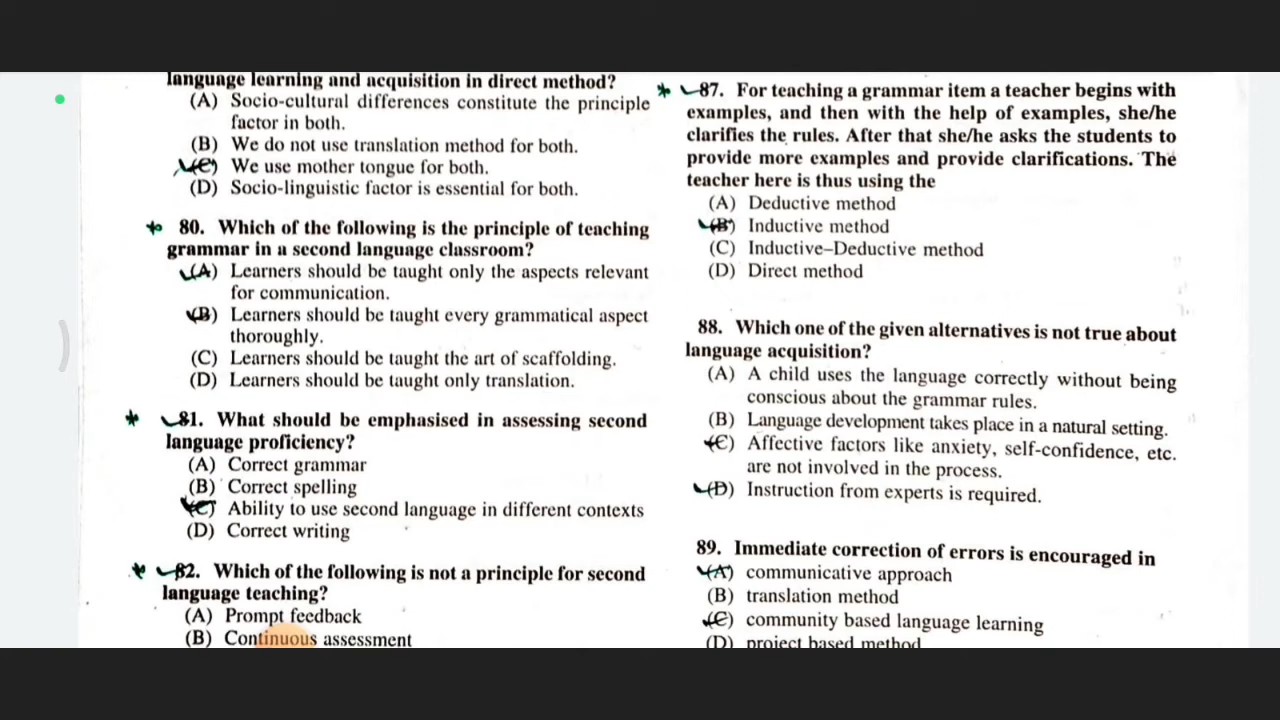 language learning and acquisition in direct method?
(A) Socio-cultural differences constitute the principle
factor in both.
(B) We do not use translation method for both.
(C) We use mother tongue for both.
(D) Socio-linguistic factor is essential for both.
80. Which of the following is the principle of teaching
grammar in a second language classroom?
(A) Learners should be taught only the aspects relevant
for communication.
(B) Learners should be taught every grammatical aspect
thoroughly.
(C) Learners should be taught the art of scaffolding.
(D) Learners should be taught only translation.
81. What should be emphasised in assessing second
language proficiency?
(A) Correct grammar
(B) Correct spelling
(C) Ability to use second language in different contexts
(D) Correct writing
82. Which of the following is not a principle for second
language teaching?
(A) Prompt feedback
(B) Continuous assessment
87. For teaching a grammar item a teacher begins with
examples, and then with the help of examples, she/he
clarifies the rules. After that she/he asks the students to
provide more examples and provide clarifications. The
teacher here is thus using the
(A) Deductive method
(B) Inductive method
(C) Inductive–Deductive method
(D) Direct method
88. Which one of the given alternatives is not true about
language acquisition?
(A) A child uses the language correctly without being
conscious about the grammar rules.
(B) Language development takes place in a natural setting.
(C) Affective factors like anxiety, self-confidence, etc.
are not involved in the process.
(D) Instruction from experts is required.
89. Immediate correction of errors is encouraged in
(A) communicative approach
(B) translation method
(C) community based language learning
(D) project based method